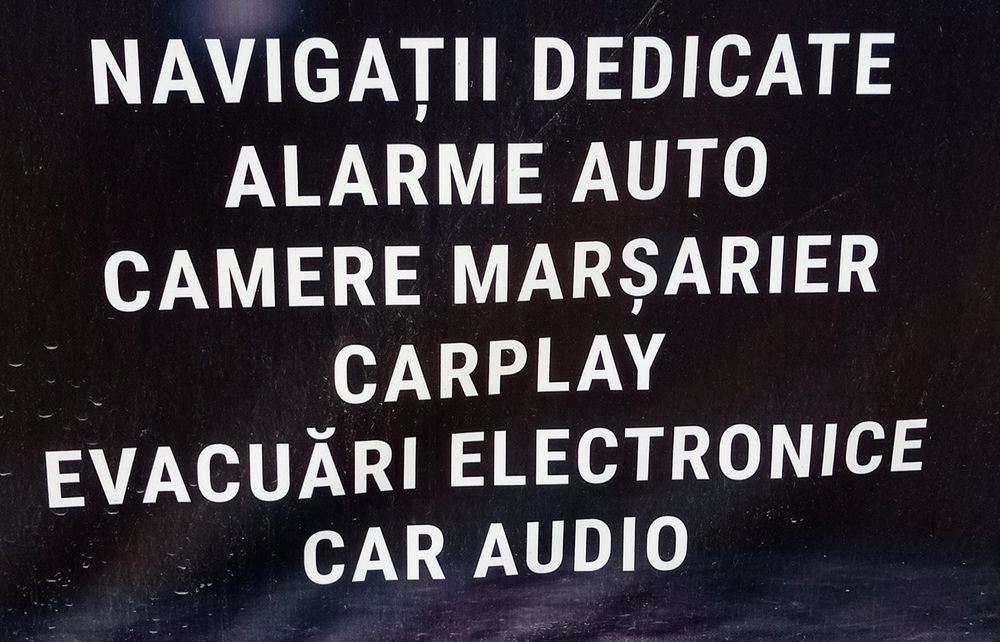 NAVIGAȚII DEDICATE
ALARME AUTO
CAMERE MARȘARIER
CARPLAY
EVACUĂRI ELECTRONICE
CAR AUDIO